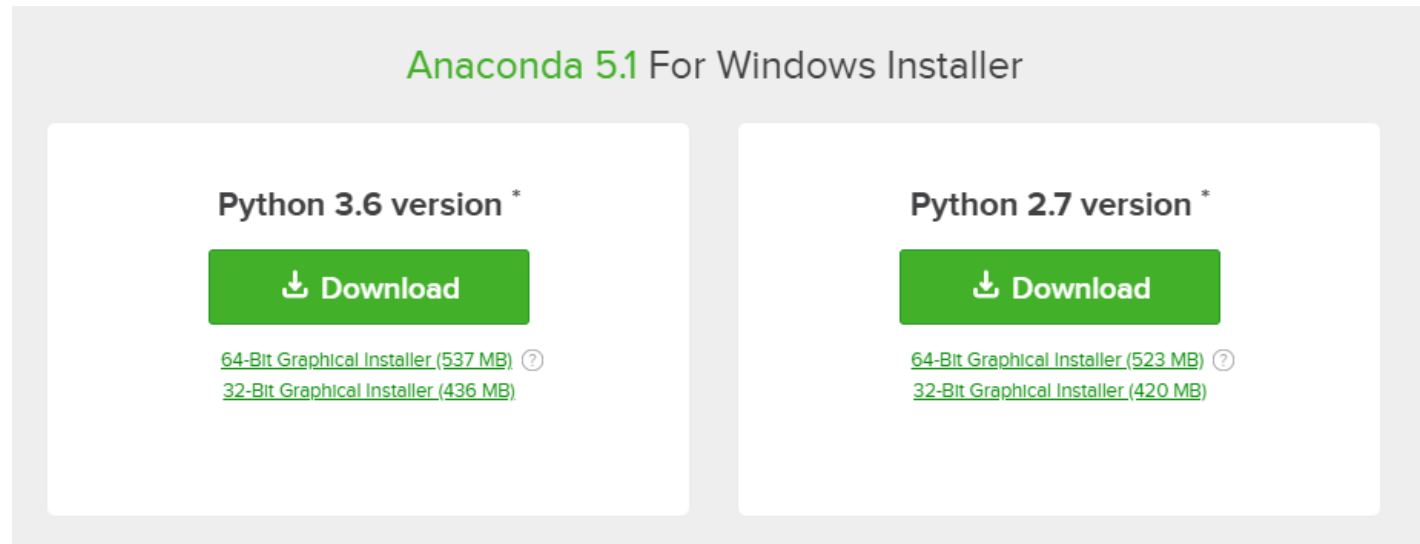 Anaconda 5.1 For Windows Installer
Python 3.6 version *
Download
64-Bit Graphical Installer (537 MB) ?
32-Bit Graphical Installer (436 MB)
Python 2.7 version *
Download
64-Bit Graphical Installer (523 MB) ?
32-Bit Graphical Installer (420 MB)